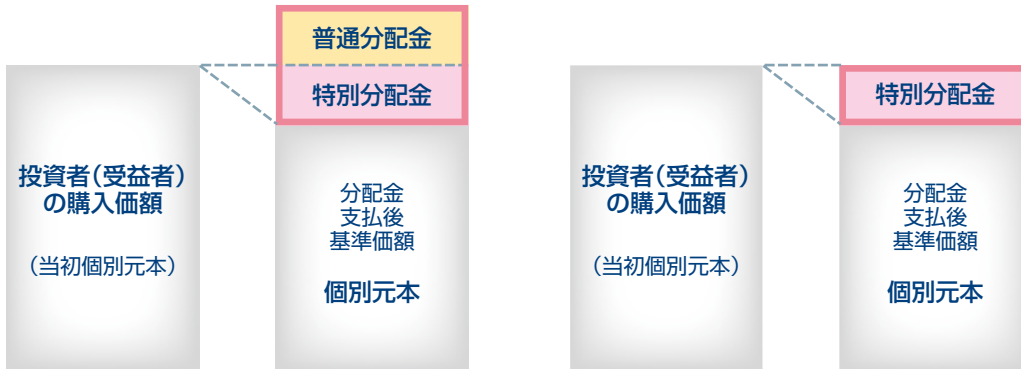 普通分配金
特別分配金
投資者(受益者)
の購入価額
(当初個別元本)
分配金
支払後
基準価額
個別元本
特別分配金
投資者(受益者)
の購入価額
(当初個別元本)
分配金
支払後
基準価額
個別元本